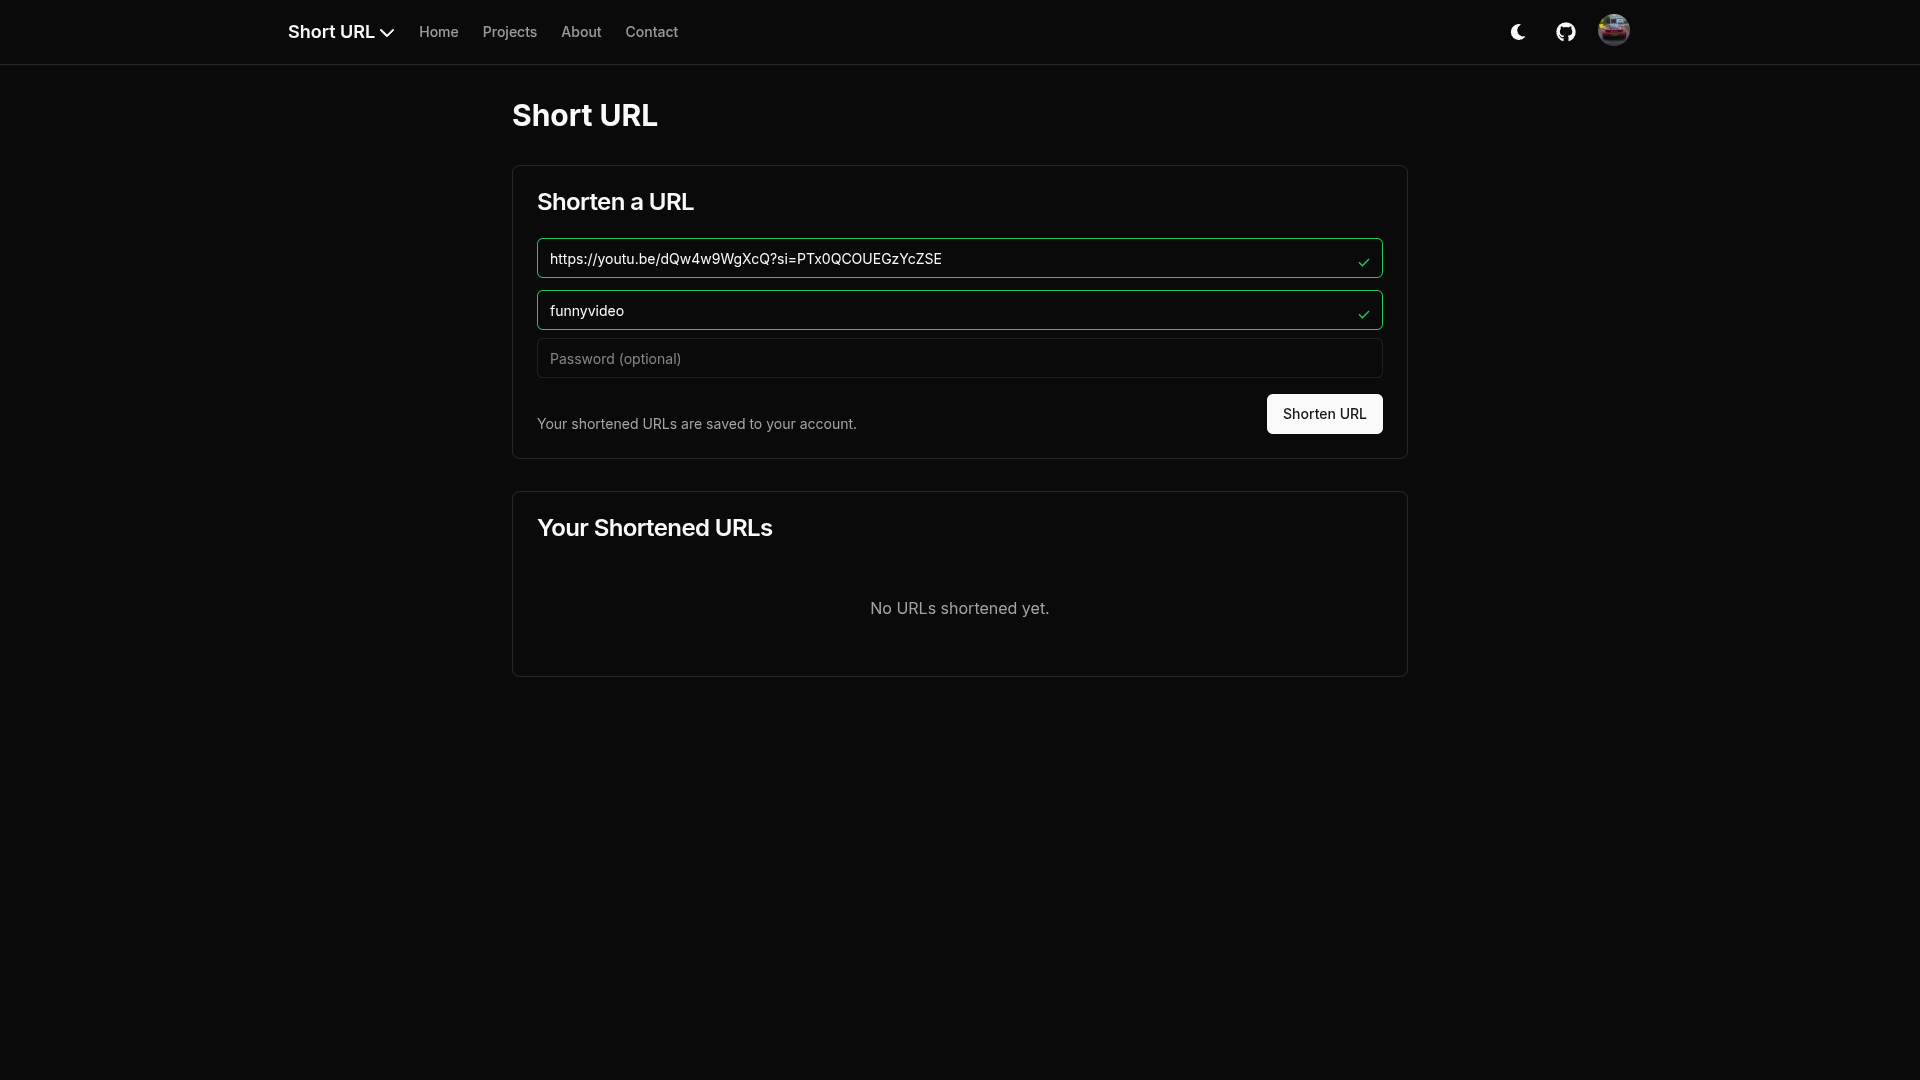 Short URL
Home
Projects
About
Contact
Short URL
Shorten a URL
https://youtu.be/dQw4w9WgXcQ?si=PTx0QCOUEGzYcZSE
funnyvideo
Password (optional)
Your shortened URLs are saved to your account.
Shorten URL
Your Shortened URLs
No URLs shortened yet.